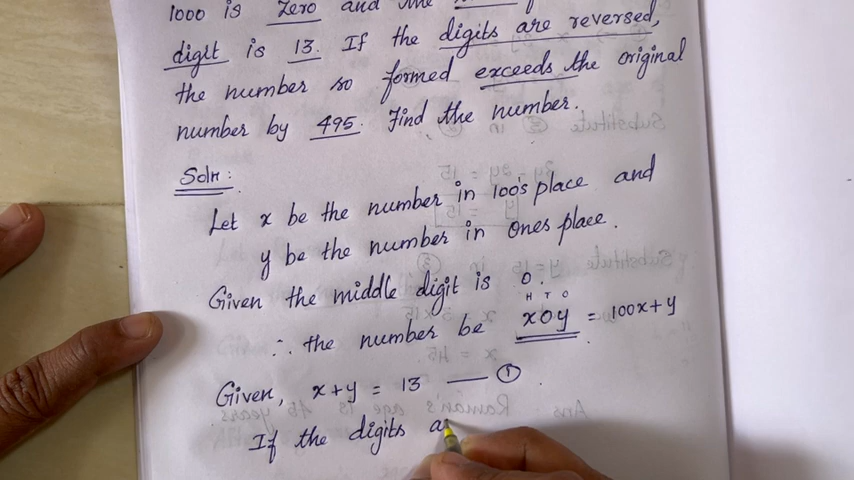 1000 is Zero and the
digit is 13. If the digits are reversed,
the number so formed exceeds the original
number by 495. Find the number.
Soln:
Let x be the number in 100's place and
y be the number in ones place.
Given the middle digit is 0.
H T O
∴ the number be x0y = 100x+y
Given, x+y = 13 — ①
If the digits a